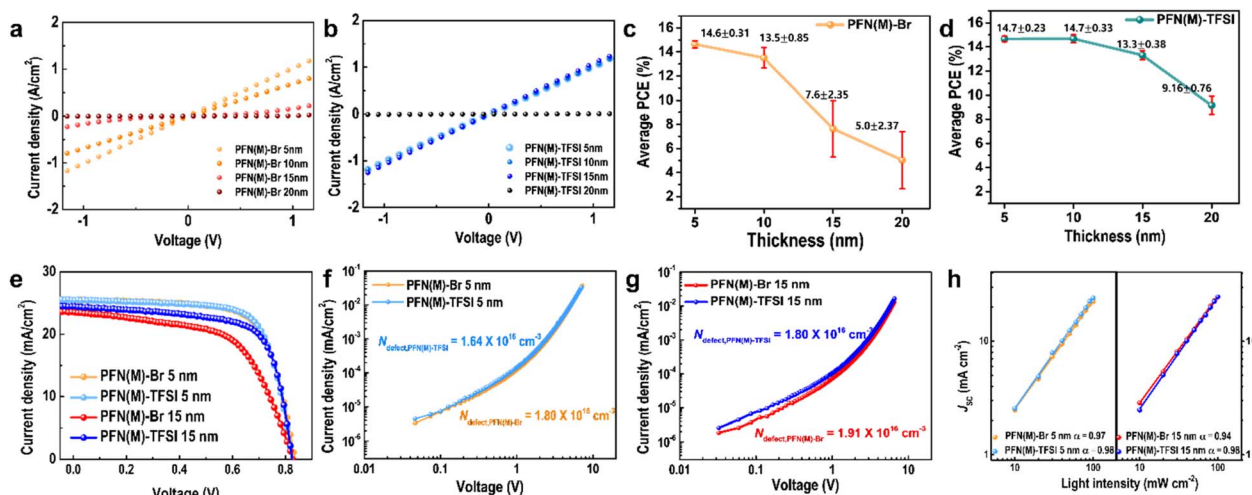 a
Current density (A/cm²)
2
1
0
-1
-2
PFN(M)-Br 5nm
PFN(M)-Br 10nm
PFN(M)-Br 15nm
PFN(M)-Br 20nm
-1 0 1
Voltage (V)
b
Current density (A/cm²)
2
1
0
-1
-2
PFN(M)-TFSI 5nm
PFN(M)-TFSI 10nm
PFN(M)-TFSI 15nm
PFN(M)-TFSI 20nm
-1 0 1
Voltage (V)
c
PFN(M)-Br
Average PCE (%)
16
14
12
10
8
6
4
2
0
14.6±0.31
13.5±0.85
7.6±2.35
5.0±2.37
5 10 15 20
Thickness (nm)
d
PFN(M)-TFSI
Average PCE (%)
16
14
12
10
8
6
4
2
0
14.7±0.23
14.7±0.33
13.3±0.38
9.16±0.76
5 10 15 20
Thickness (nm)
e
Current density (mA/cm²)
30
20
10
0
PFN(M)-Br 5 nm
PFN(M)-TFSI 5 nm
PFN(M)-Br 15 nm
PFN(M)-TFSI 15 nm
0.0 0.2 0.4 0.6 0.8
Voltage (V)
f
Current density (mA/cm²)
10⁻¹
10⁻²
10⁻³
10⁻⁴
10⁻⁵
10⁻⁶
PFN(M)-Br 5 nm
PFN(M)-TFSI 5 nm
N defect,PFN(M)-TFSI = 1.64 X 10¹⁶ cm⁻³
N defect,PFN(M)-Br = 1.80 X 10¹⁶ cm⁻³
0.01 0.1 1 10
Voltage (V)
g
Current density (mA/cm²)
10⁻¹
10⁻²
10⁻³
10⁻⁴
10⁻⁵
10⁻⁶
PFN(M)-Br 15 nm
PFN(M)-TFSI 15 nm
N defect,PFN(M)-TFSI = 1.80 X 10¹⁶ cm⁻³
N defect,PFN(M)-Br = 1.91 X 10¹⁶ cm⁻³
0.01 0.1 1 10
Voltage (V)
h
JSC (mA cm⁻²)
10
1
PFN(M)-Br 5 nm α = 0.97
PFN(M)-TFSI 5 nm α = 0.98
PFN(M)-Br 15 nm α = 0.94
PFN(M)-TFSI 15 nm α = 0.98
10 100 10 100
Light intensity (mW cm⁻²)